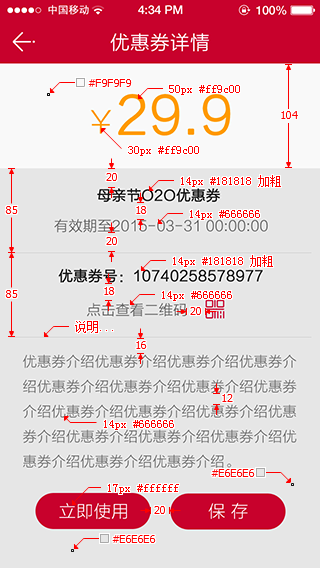 中国移动 4:34 PM 100%
优惠券详情
#F9F9F9
50px #ff9c00
¥29.9
104
30px #ff9c00
20
14px #181818 加粗
母亲节O2O优惠券
85
18
14px #666666
有效期至2015-03-31 00:00:00
20
14px #181818 加粗
优惠券号：10740258578977
85
18
14px #666666
点击查看二维码
20
说明...
16
优惠券介绍优惠券介绍优惠券介绍优惠券介
绍优惠券介绍优惠券介绍优惠券介绍优惠券
介绍优惠券介绍优惠券介绍优惠券介绍优惠
12
14px #666666
券介绍优惠券介绍优惠券介绍优惠券介绍优
惠券介绍优惠券介绍优惠券介绍。
#E6E6E6
17px #ffffff
立即使用
20
保 存
#E6E6E6